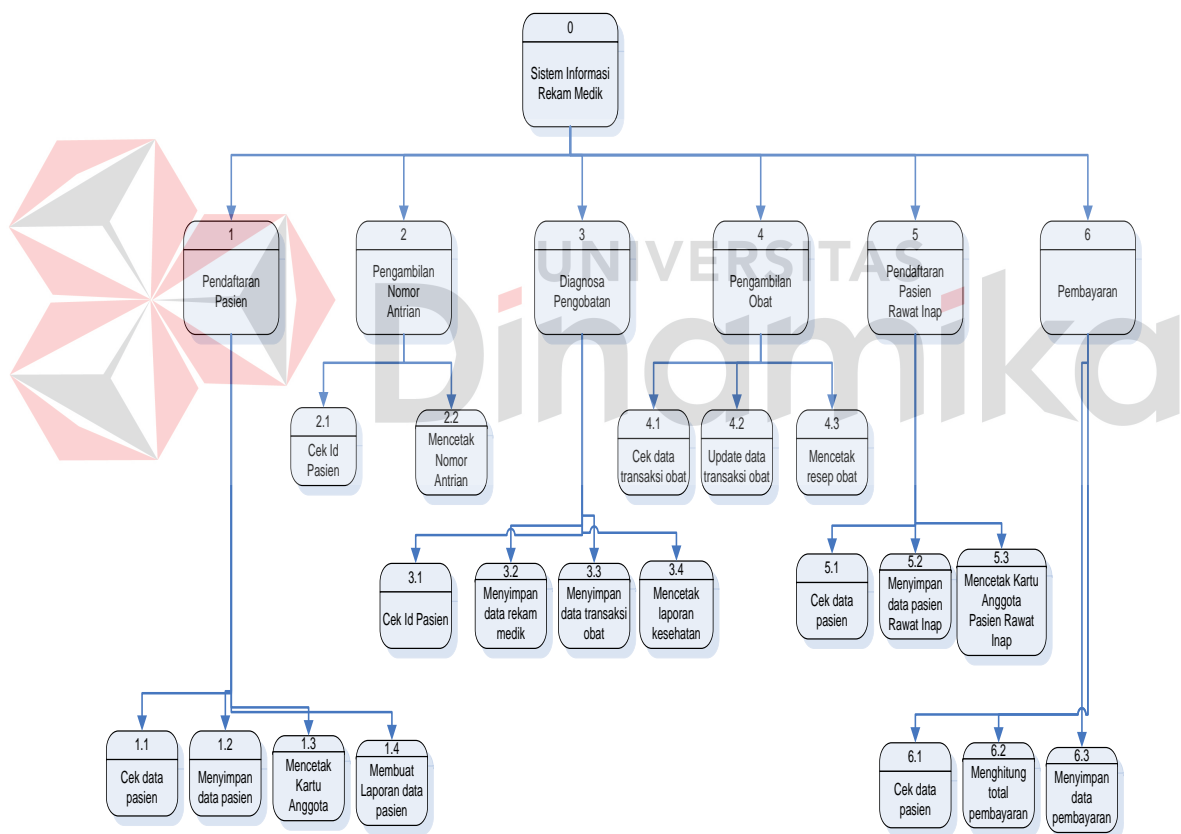 0
Sistem Informasi
Rekam Medik
1
Pendaftaran
Pasien
2
Pengambilan
Nomor
Antrian
3
Diagnosa
Pengobatan
4
Pengambilan
Obat
5
Pendaftaran
Pasien
Rawat Inap
6
Pembayaran
UNIVERSITAS
Dinamika
2.1
Cek Id
Pasien
2.2
Mencetak
Nomor
Antrian
4.1
Cek data
transaksi obat
4.2
Update data
transaksi obat
4.3
Mencetak
resep obat
3.1
Cek Id Pasien
3.2
Menyimpan
data rekam
medik
3.3
Menyimpan
data transaksi
obat
3.4
Mencetak
laporan
kesehatan
5.1
Cek data
pasien
5.2
Menyimpan
data pasien
Rawat Inap
5.3
Mencetak Kartu
Anggota
Pasien Rawat
Inap
1.1
Cek data
pasien
1.2
Menyimpan
data pasien
1.3
Mencetak
Kartu
Anggota
1.4
Membuat
Laporan data
pasien
6.1
Cek data
pasien
6.2
Menghitung
total
pembayaran
6.3
Menyimpan
data
pembayaran